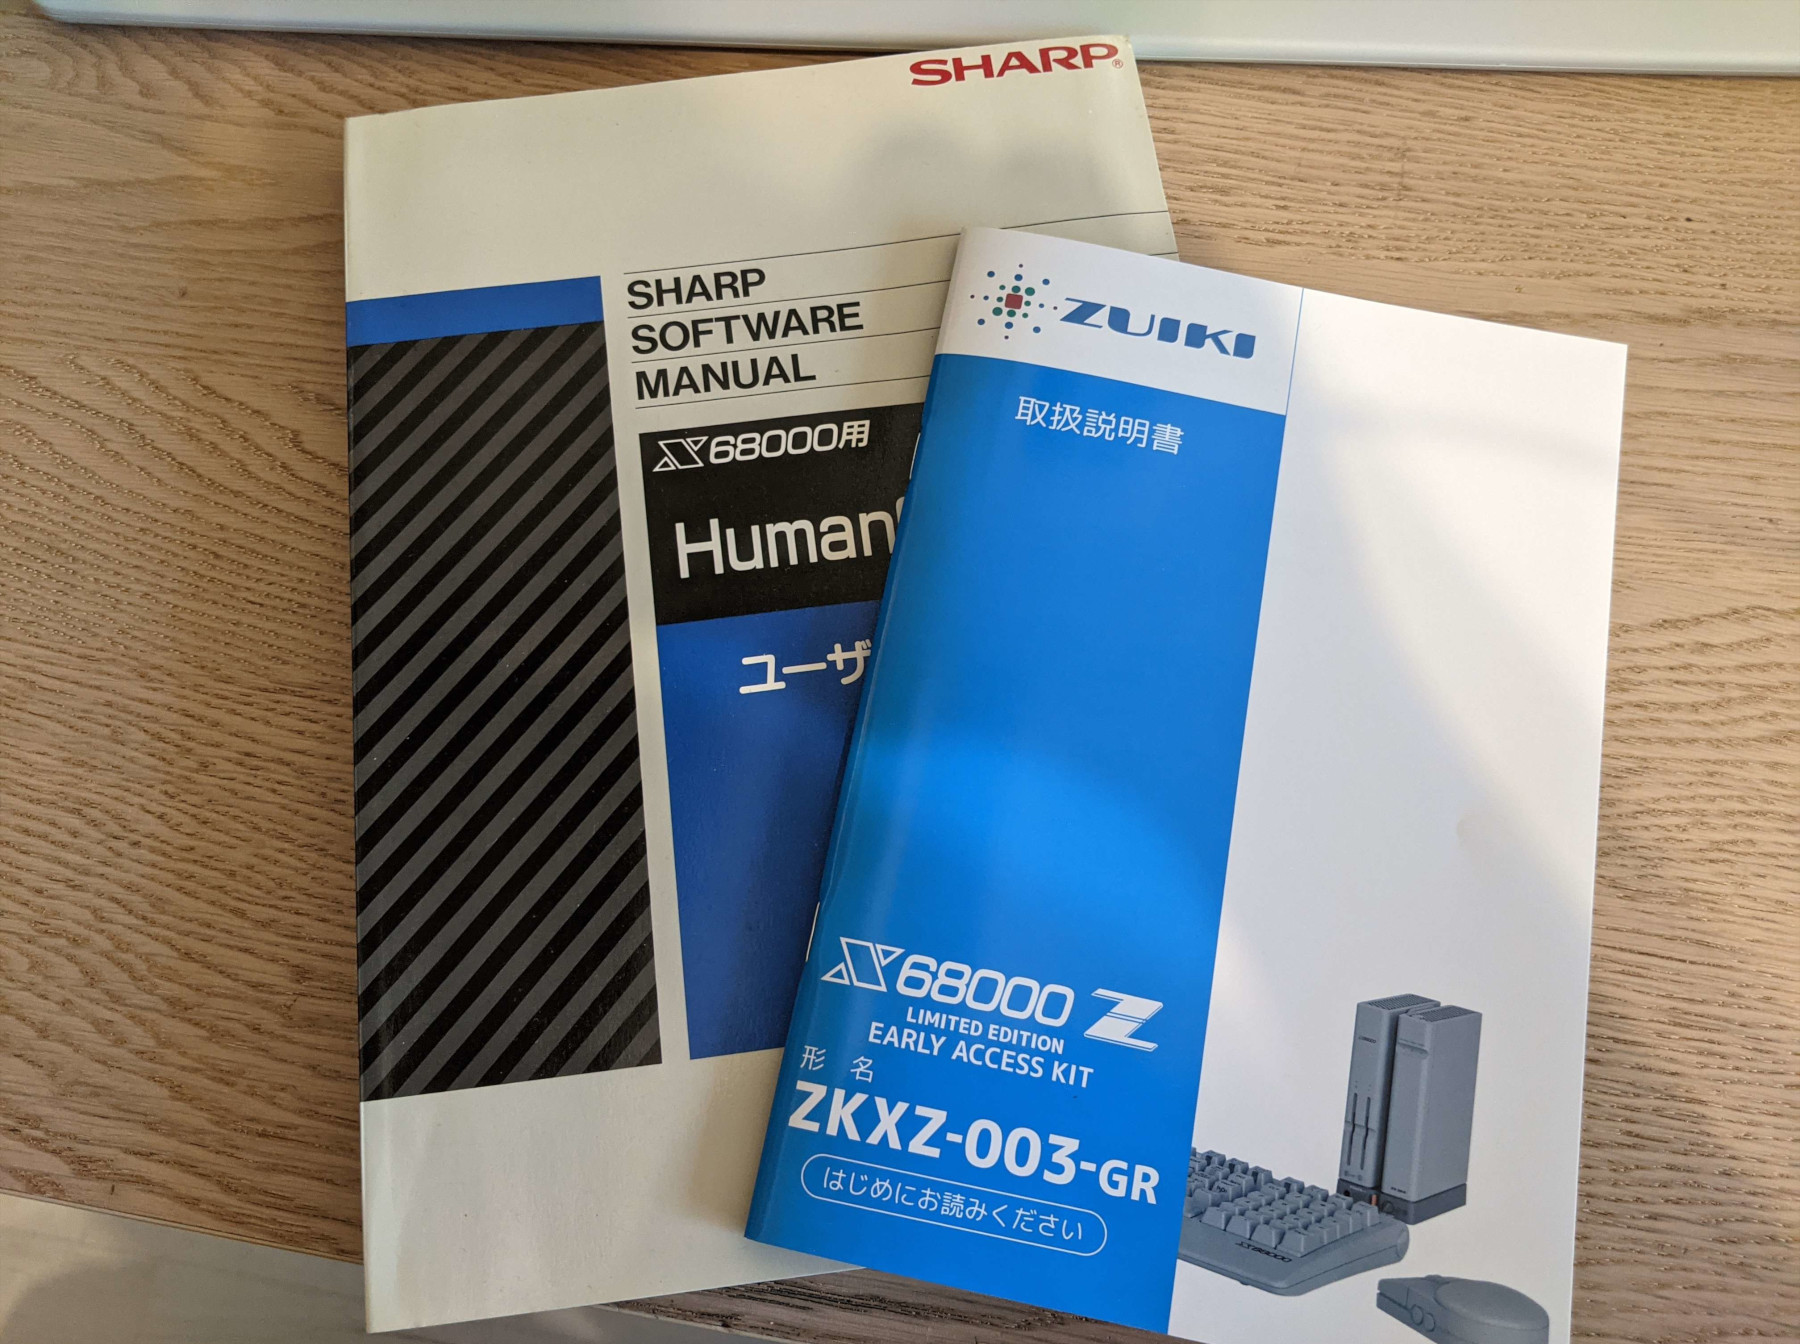 SHARP®
SHARP
SOFTWARE
MANUAL
X68000用
Human
ユーザ
ZUIKI
取扱説明書
X68000 Z
LIMITED EDITION
EARLY ACCESS KIT
形名
ZKXZ-003-GR
はじめにお読みください
X68000